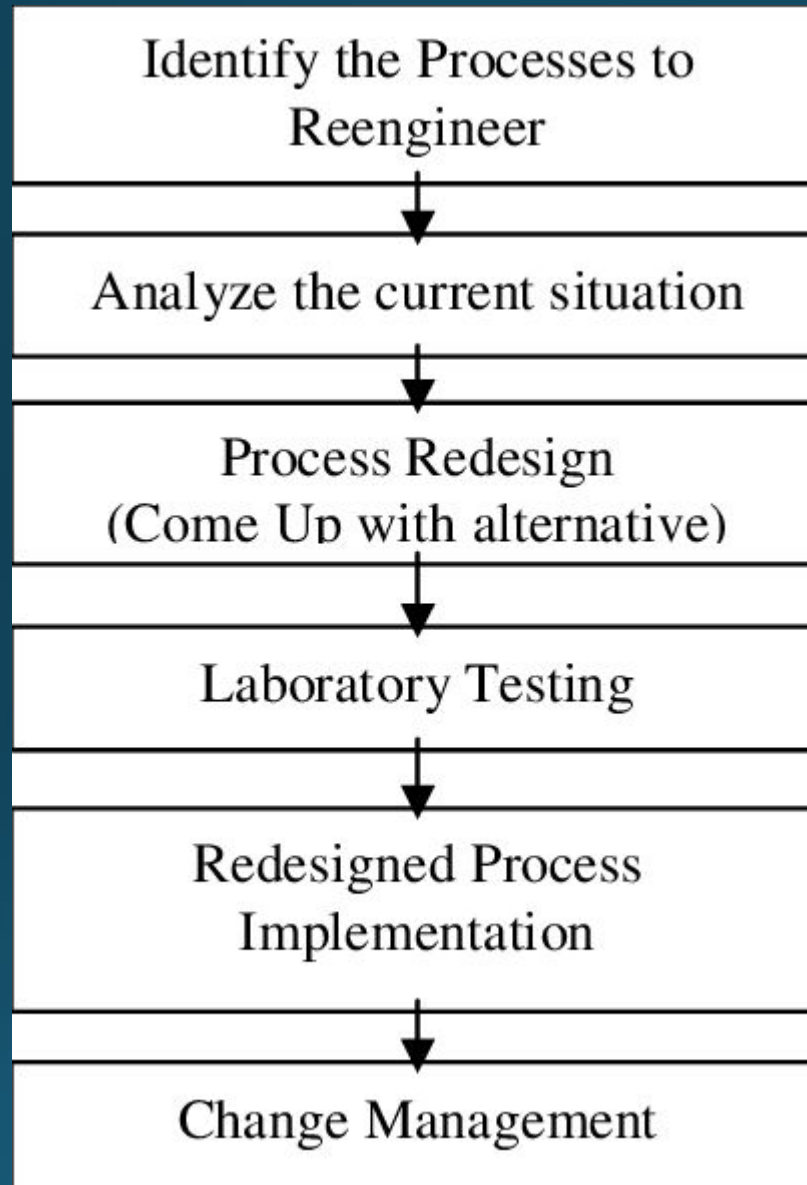 Identify the Processes to
Reengineer
Analyze the current situation
Process Redesign
(Come Up with alternative)
Laboratory Testing
Redesigned Process
Implementation
Change Management